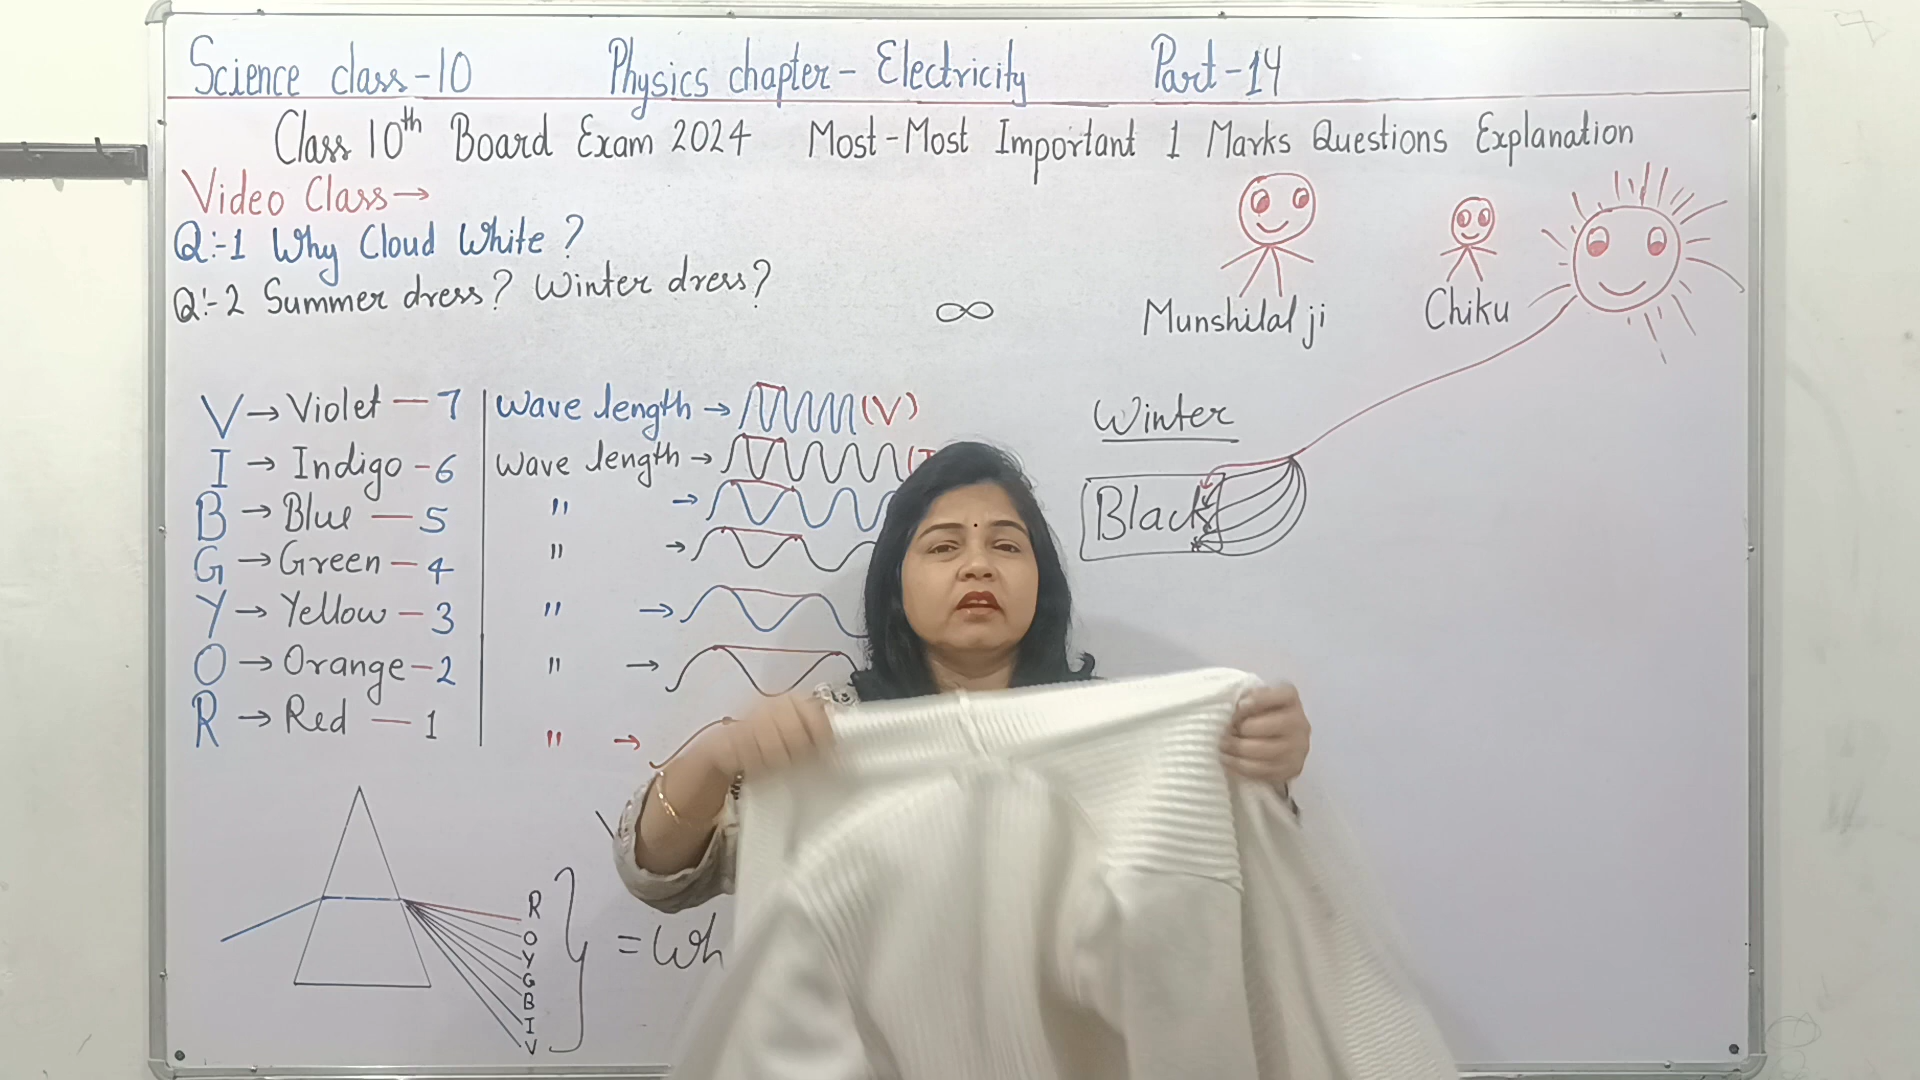 Science class-10 Physics chapter- Electricity Part-14
Class 10th Board Exam 2024 Most-Most Important 1 Marks Questions Explanation
Video Class→
Q:-1 Why Cloud White ?
Q:-2 Summer dress? Winter dress?
∞
Munshilal ji
Chiku
V → Violet — 7 wave length → (V)
I → Indigo - 6 wave length → (I
B → Blue — 5 " →
G → Green — 4 " →
Y → Yellow — 3 " →
O → Orange — 2 " →
R → Red — 1 " →
Winter
Black
R
O
Y
G
B
I
V
= Wh